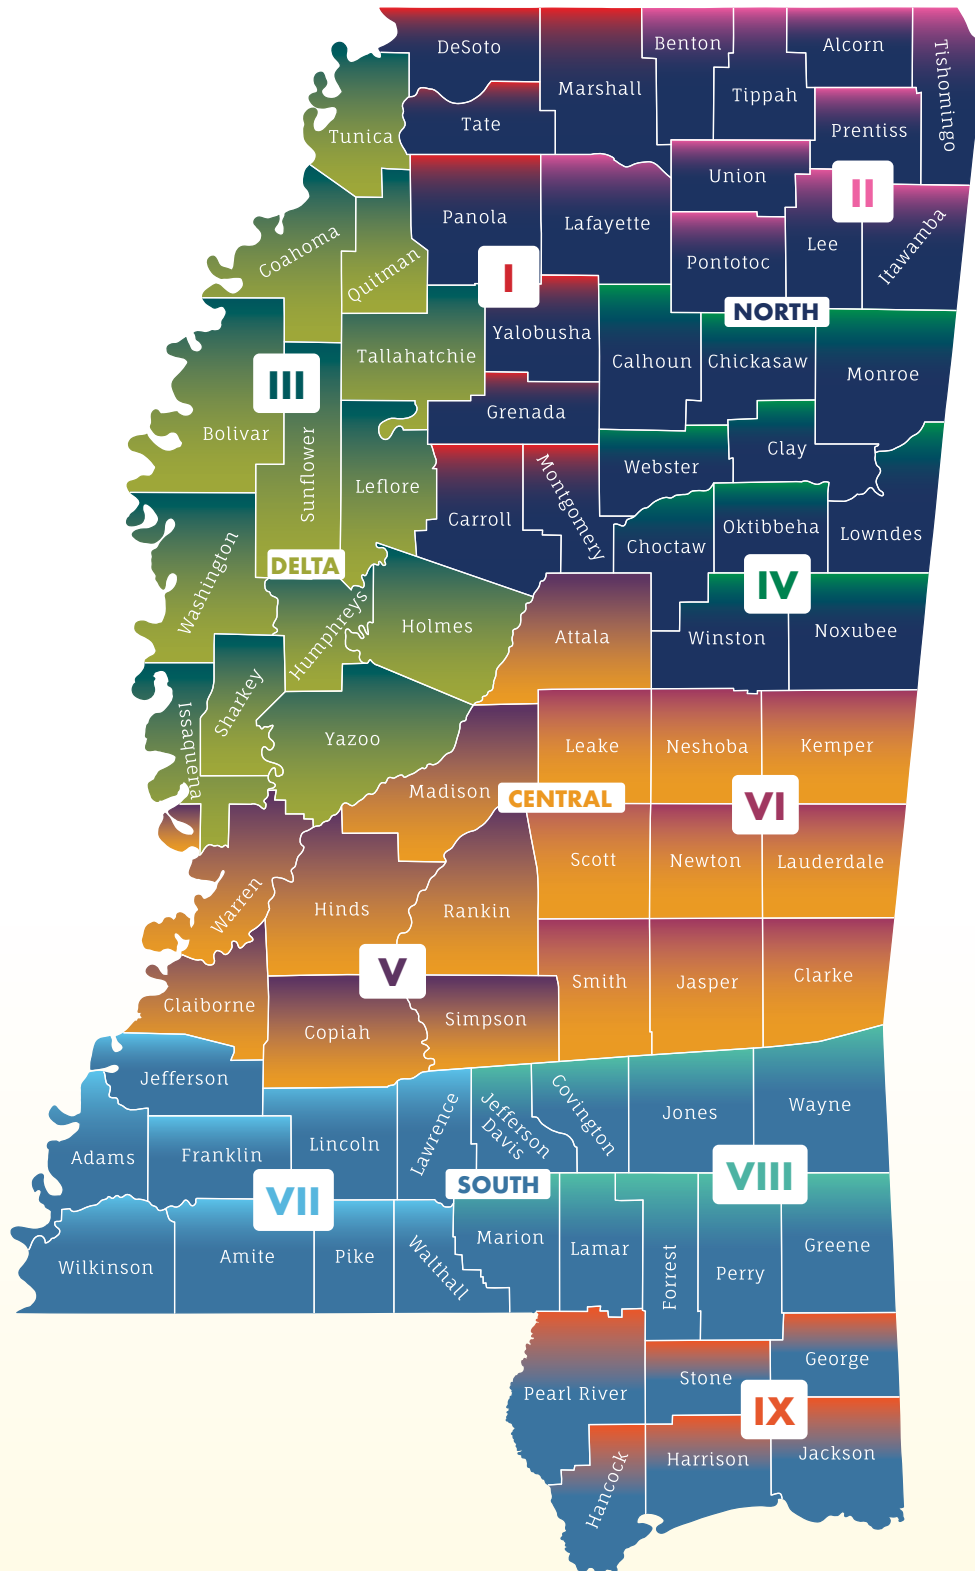 DeSoto
Benton
Alcorn
Tishomingo
Marshall
Tippah
Tate
Tunica
Prentiss
Union
II
Panola
Lafayette
Coahoma
Quitman
Lee
Itawamba
Pontotoc
I
NORTH
Yalobusha
Tallahatchie
Calhoun
Chickasaw
Monroe
III
Grenada
Bolivar
Sunflower
Clay
Webster
Leflore
Montgomery
Carroll
Oktibbeha
Lowndes
Choctaw
DELTA
IV
Washington
Humphreys
Holmes
Attala
Winston
Noxubee
Sharkey
Issaquena
Yazoo
Leake
Neshoba
Kemper
Madison
CENTRAL
VI
Scott
Newton
Lauderdale
Warren
Hinds
Rankin
V
Smith
Jasper
Clarke
Claiborne
Copiah
Simpson
Jefferson
Lawrence
Jefferson
Davis
Covington
Jones
Wayne
Adams
Franklin
Lincoln
VII
SOUTH
VIII
Wilkinson
Amite
Pike
Walthall
Marion
Lamar
Forrest
Perry
Greene
George
Stone
Pearl River
IX
Hancock
Harrison
Jackson